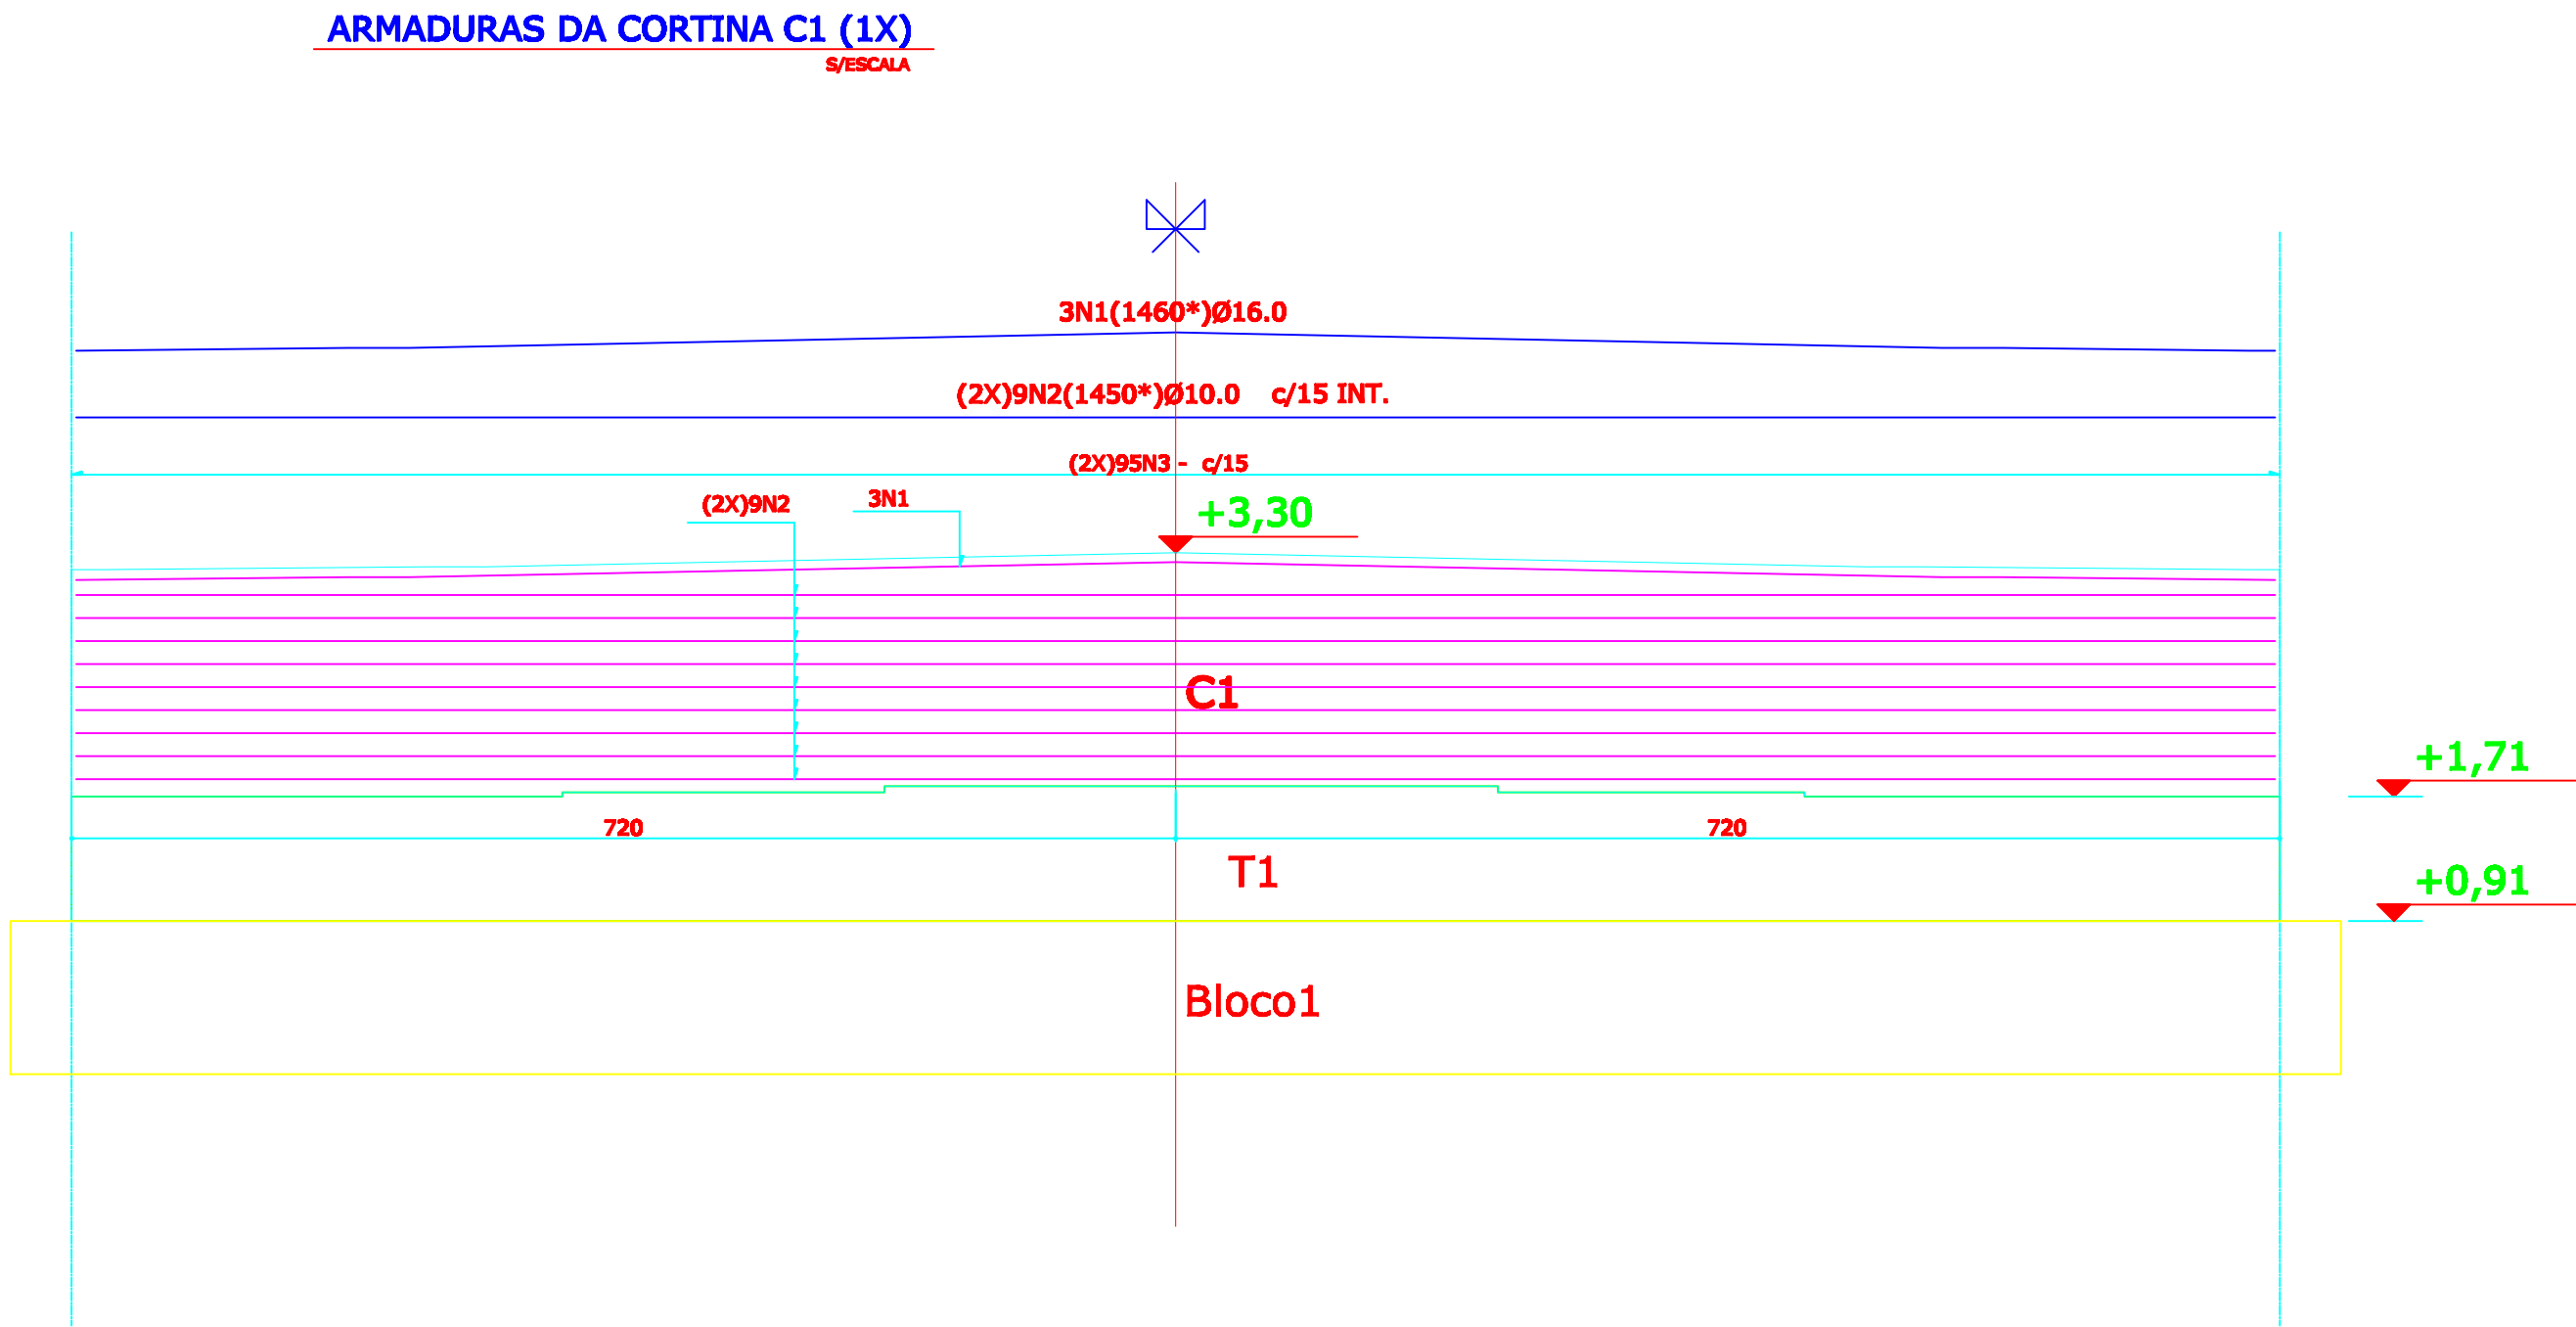 ARMADURAS DA CORTINA C1 (1X)
S/ESCALA
3N1(1460*)Ø16.0
(2X)9N2(1450*)Ø10.0 c/15 INT.
(2X)95N3 - c/15
(2X)9N2
3N1
+3,30
C1
+1,71
720
720
T1
+0,91
Bloco1